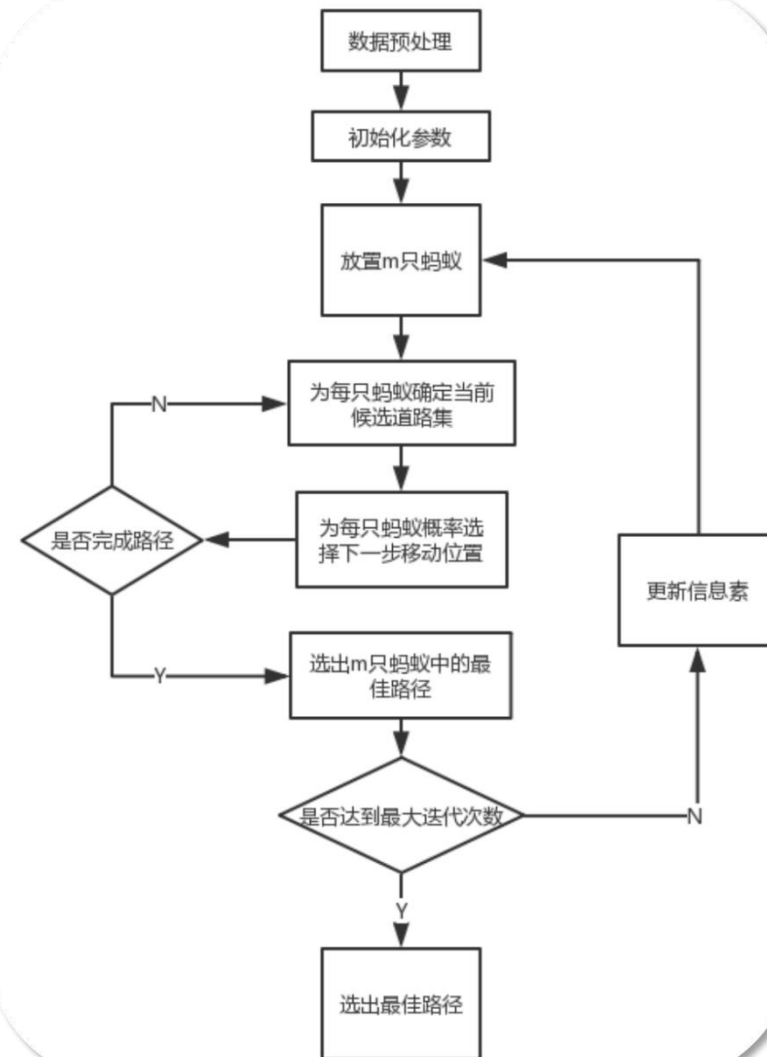 数据预处理
初始化参数
放置m只蚂蚁
为每只蚂蚁确定当前
候选道路集
N
为每只蚂蚁概率选
择下一步移动位置
是否完成路径
更新信息素
Y
选出m只蚂蚁中的最
佳路径
是否达到最大迭代次数
N
Y
选出最佳路径